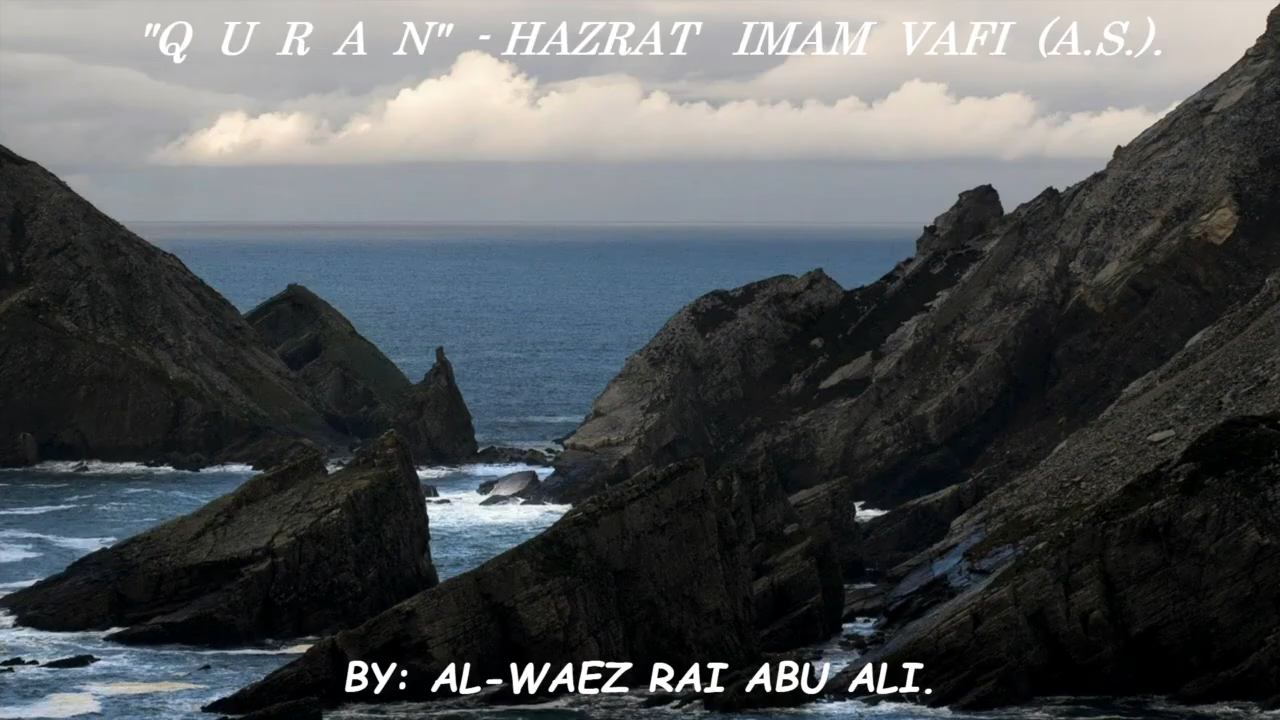 "Q U R A N" - HAZRAT IMAM VAFI (A.S.).
BY: AL-WAEZ RAI ABU ALI.